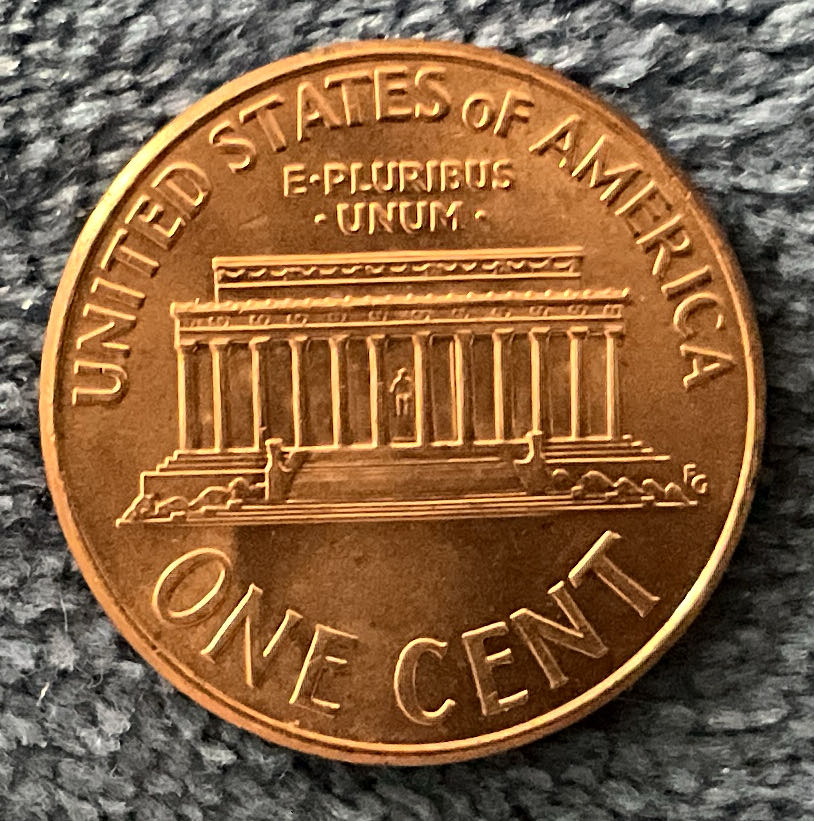 UNITED STATES oF AMERICA
E·PLURIBUS
·UNUM·
FG
ONE CENT